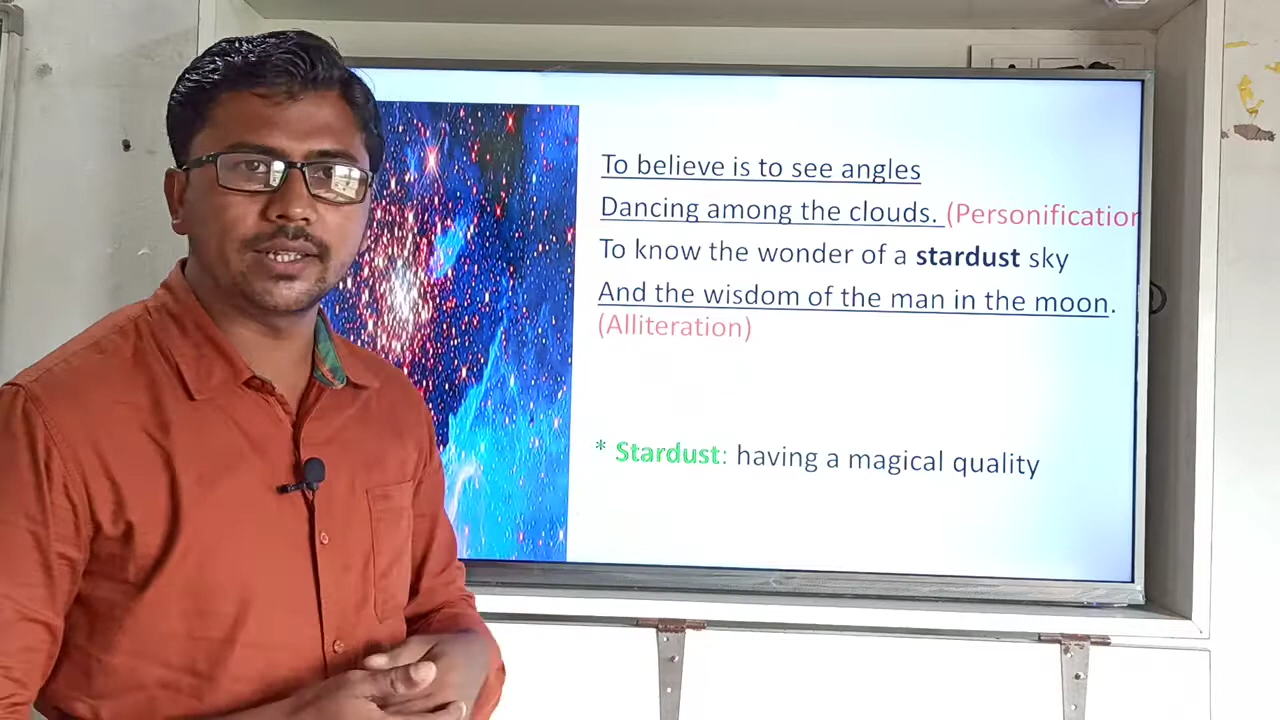 To believe is to see angles
Dancing among the clouds. (Personification
To know the wonder of a stardust sky
And the wisdom of the man in the moon.
(Alliteration)
* Stardust: having a magical quality